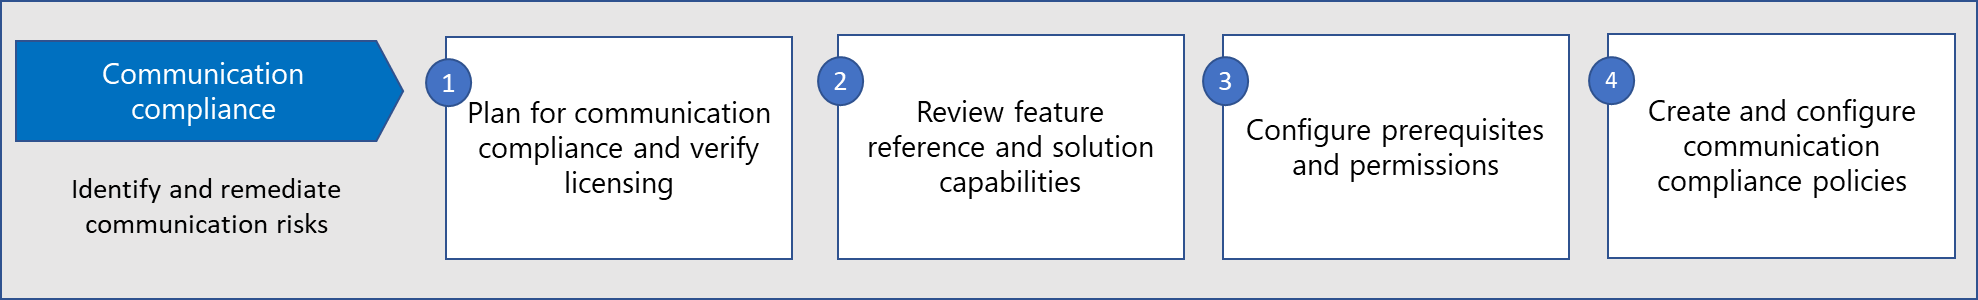 Communication
compliance
Identify and remediate
communication risks
1
Plan for communication
compliance and verify
licensing
2
Review feature
reference and solution
capabilities
3
Configure prerequisites
and permissions
4
Create and configure
communication
compliance policies